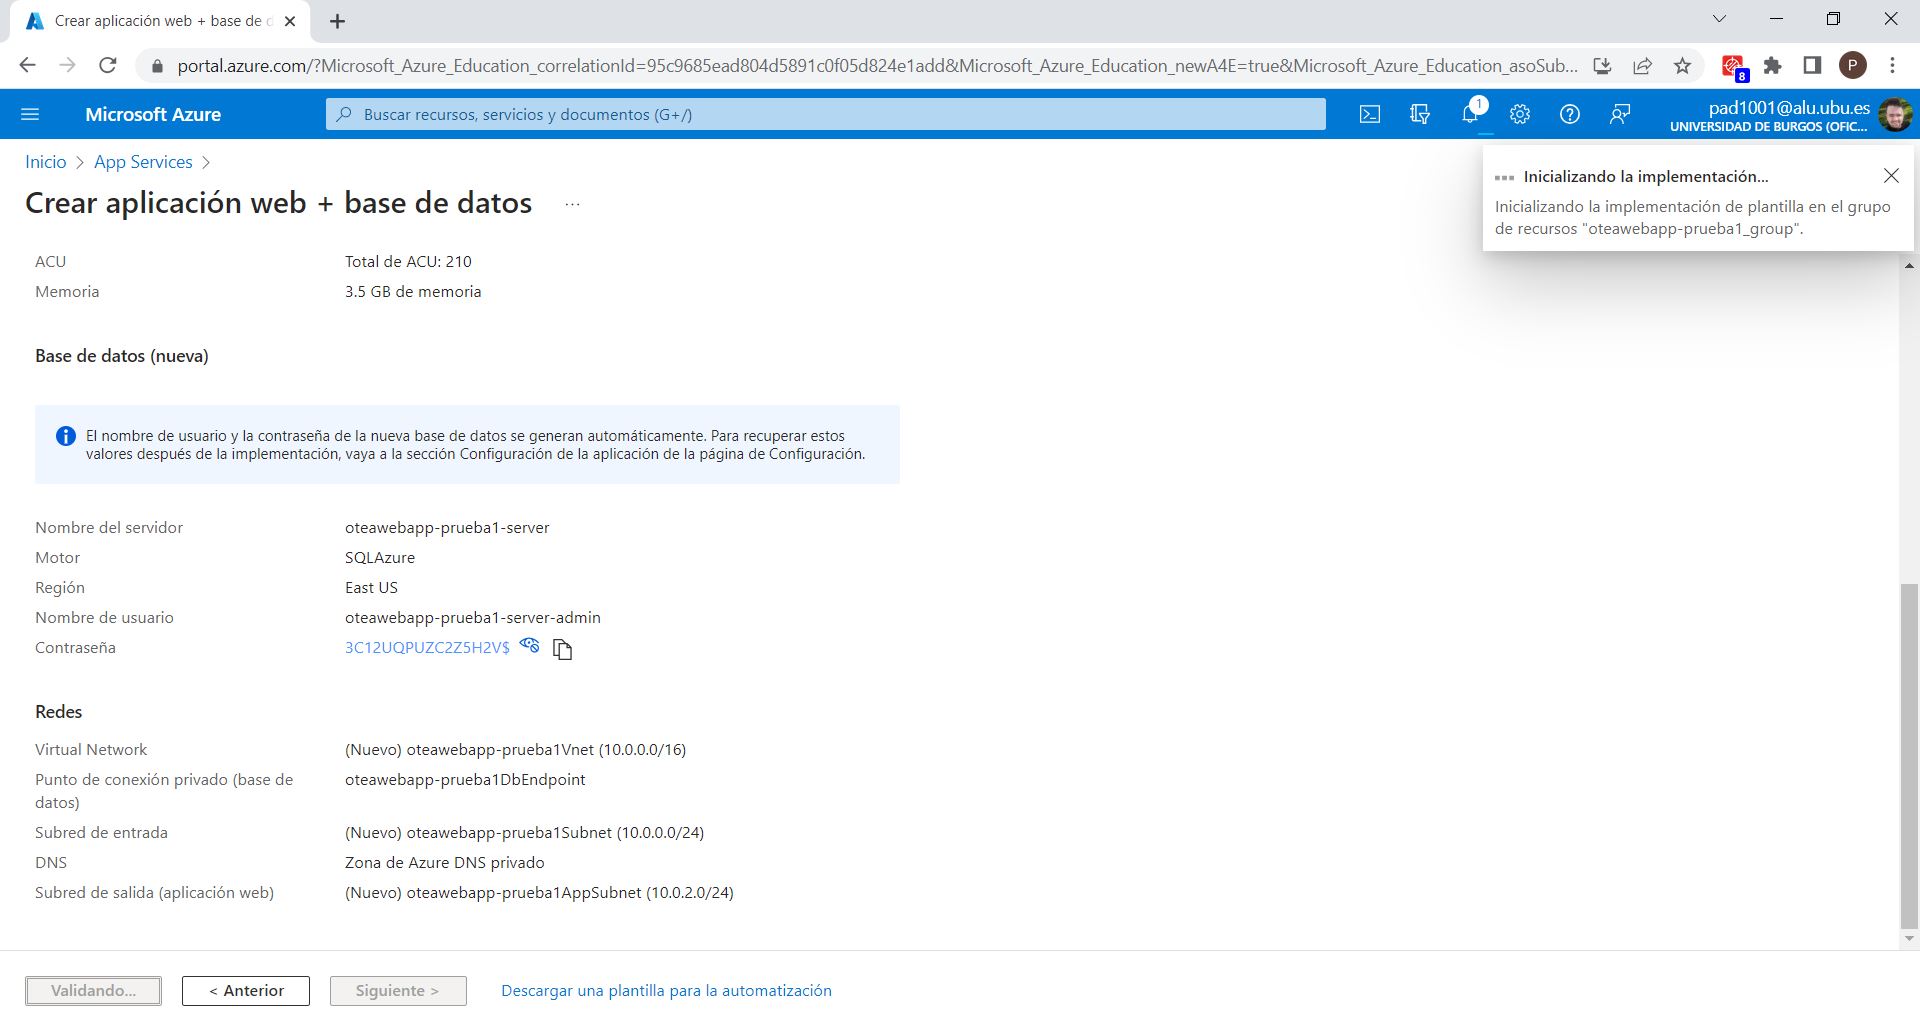 Crear aplicación web + base de d
portal.azure.com/?Microsoft_Azure_Education_correlationId=95c9685ead804d5891c0f05d824e1add&Microsoft_Azure_Education_newA4E=true&Microsoft_Azure_Education_asoSub...
8
P
Microsoft Azure
Buscar recursos, servicios y documentos (G+/)
1
pad1001@alu.ubu.es
UNIVERSIDAD DE BURGOS (OFIC...
Inicio > App Services >
Crear aplicación web + base de datos ...
Inicializando la implementación...
Inicializando la implementación de plantilla en el grupo
de recursos "oteawebapp-prueba1_group".
ACU Total de ACU: 210
Memoria 3.5 GB de memoria
Base de datos (nueva)
El nombre de usuario y la contraseña de la nueva base de datos se generan automáticamente. Para recuperar estos
valores después de la implementación, vaya a la sección Configuración de la aplicación de la página de Configuración.
Nombre del servidor oteawebapp-prueba1-server
Motor SQLAzure
Región East US
Nombre de usuario oteawebapp-prueba1-server-admin
Contraseña 3C12UQPUZC2Z5H2V$
Redes
Virtual Network (Nuevo) oteawebapp-prueba1Vnet (10.0.0.0/16)
Punto de conexión privado (base de oteawebapp-prueba1DbEndpoint
datos)
Subred de entrada (Nuevo) oteawebapp-prueba1Subnet (10.0.0.0/24)
DNS Zona de Azure DNS privado
Subred de salida (aplicación web) (Nuevo) oteawebapp-prueba1AppSubnet (10.0.2.0/24)
Validando... < Anterior Siguiente > Descargar una plantilla para la automatización